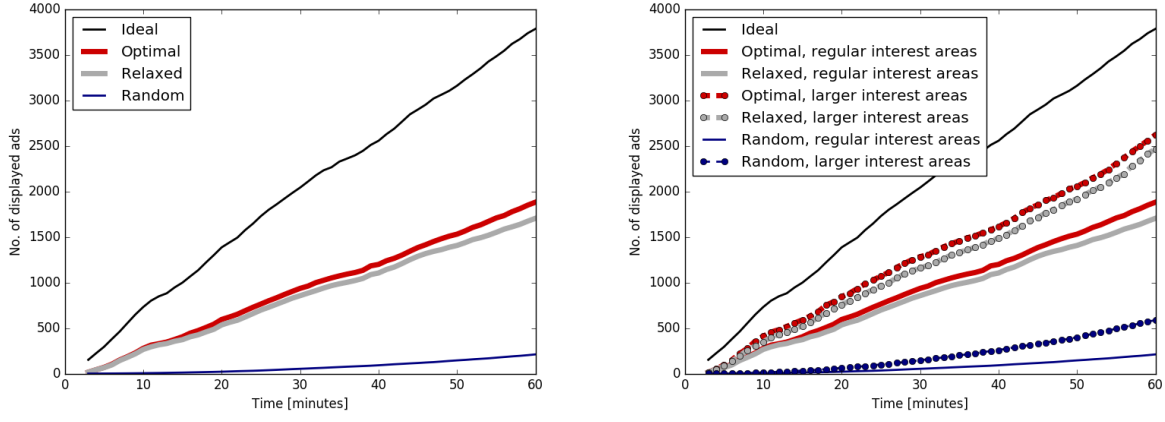 4000
3500
3000
2500
2000
1500
1000
500
0
No. of displayed ads
Ideal
Optimal
Relaxed
Random
0 10 20 30 40 50 60
Time [minutes]
4000
3500
3000
2500
2000
1500
1000
500
0
No. of displayed ads
Ideal
Optimal, regular interest areas
Relaxed, regular interest areas
Optimal, larger interest areas
Relaxed, larger interest areas
Random, regular interest areas
Random, larger interest areas
0 10 20 30 40 50 60
Time [minutes]